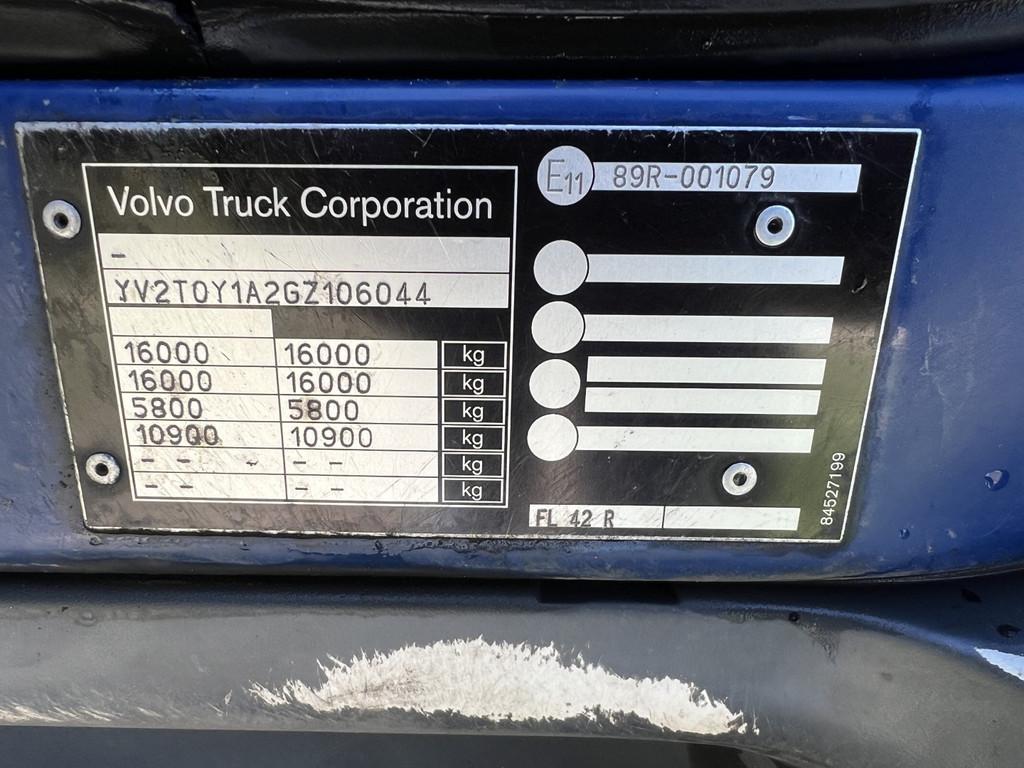 Volvo Truck Corporation
-
YV2T0Y1A2GZ106044
16000 16000 kg
16000 16000 kg
5800 5800 kg
10900 10900 kg
- - - - kg
- - - - kg
E11 89R-001079
FL 42 R
84527199